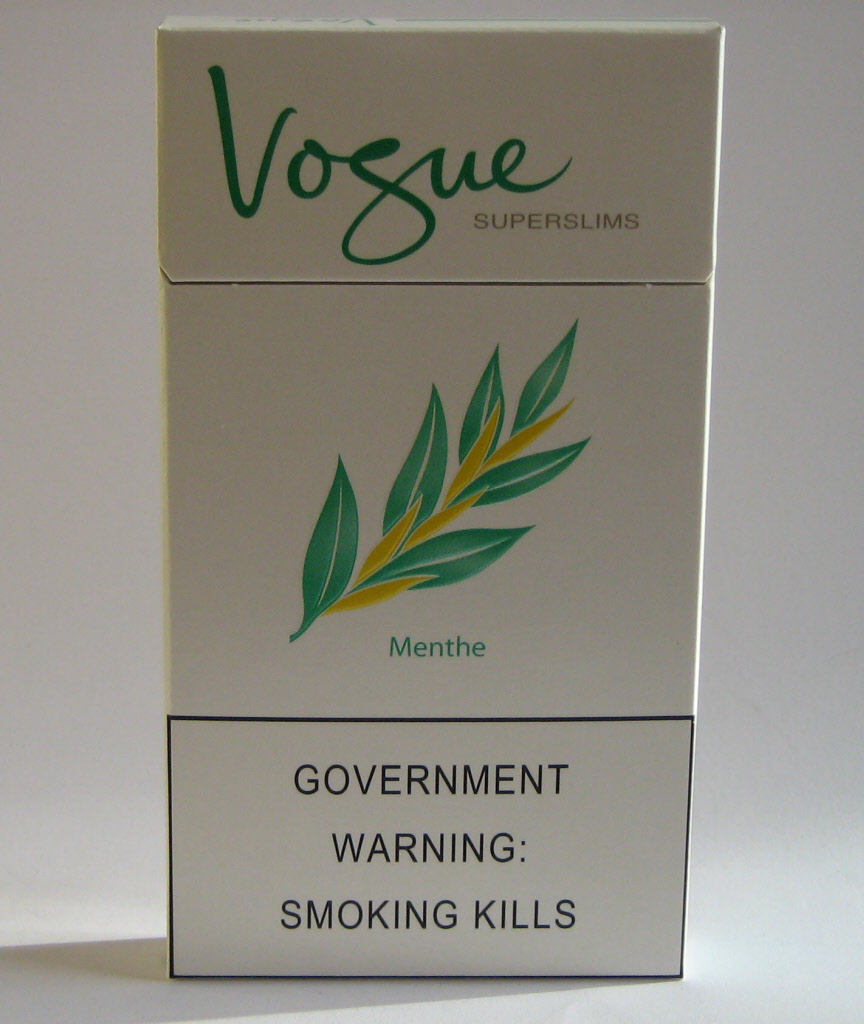 Vogue
SUPERSLIMS
Menthe
GOVERNMENT
WARNING:
SMOKING KILLS